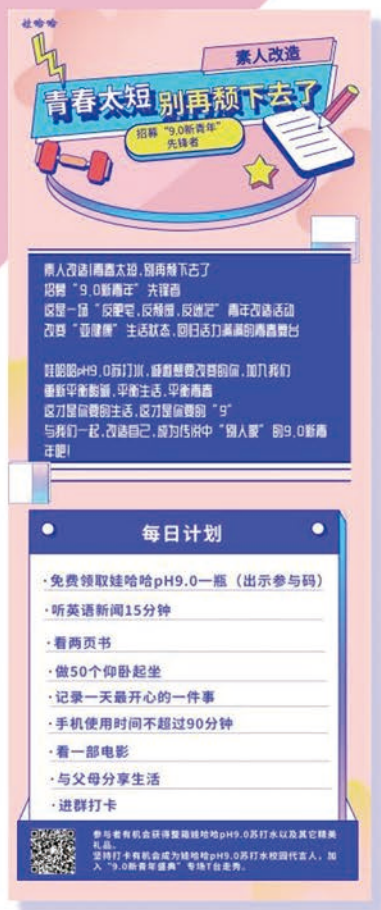 娃哈哈
素人改造
青春太短 别再颓下去了
招募“9.0新青年”
先锋者
素人改造|青春太短,别再颓下去了
招募“9.0新青年”先锋者
这是一场“反肥宅,反颓废,反迷茫”青年改造活动
改变“亚健康”生活状态,回归活力满满的青春舞台
娃哈哈pH9.0苏打水,诚邀想要改变的你,加入我们
重新平衡酸碱,平衡生活,平衡青春
这才是你要的生活,这才是你要的“9”
与我们一起,改造自己,成为传说中“别人家”的9.0新青
年吧!
每日计划
·免费领取娃哈哈pH9.0一瓶（出示参与码）
·听英语新闻15分钟
·看两页书
·做50个仰卧起坐
·记录一天最开心的一件事
·手机使用时间不超过90分钟
·看一部电影
·与父母分享生活
·进群打卡
参与者有机会获得整箱娃哈哈pH9.0苏打水以及其它精美
礼品。
坚持打卡有机会成为娃哈哈pH9.0苏打水校园代言人，加
入“9.0新青年盛典”专场T台走秀。